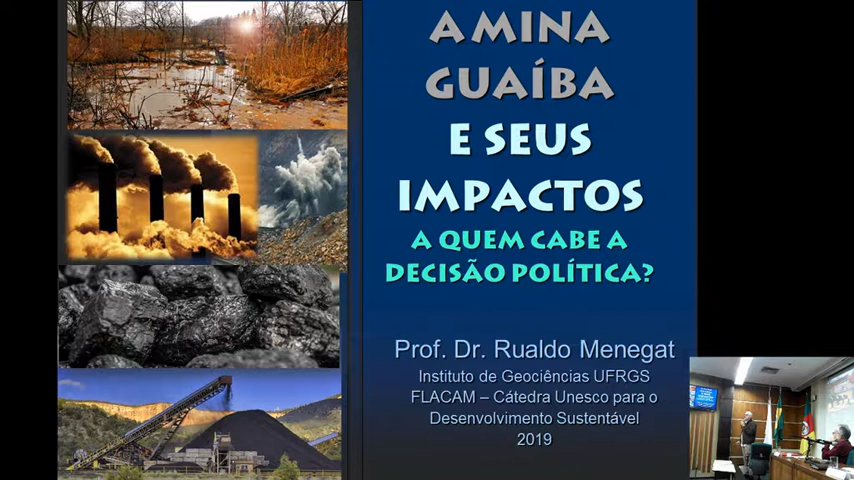 A MINA
GUAÍBA
E SEUS
IMPACTOS
A QUEM CABE A
DECISÃO POLÍTICA?
Prof. Dr. Rualdo Menegat
Instituto de Geociências UFRGS
FLACAM – Cátedra Unesco para o
Desenvolvimento Sustentável
2019